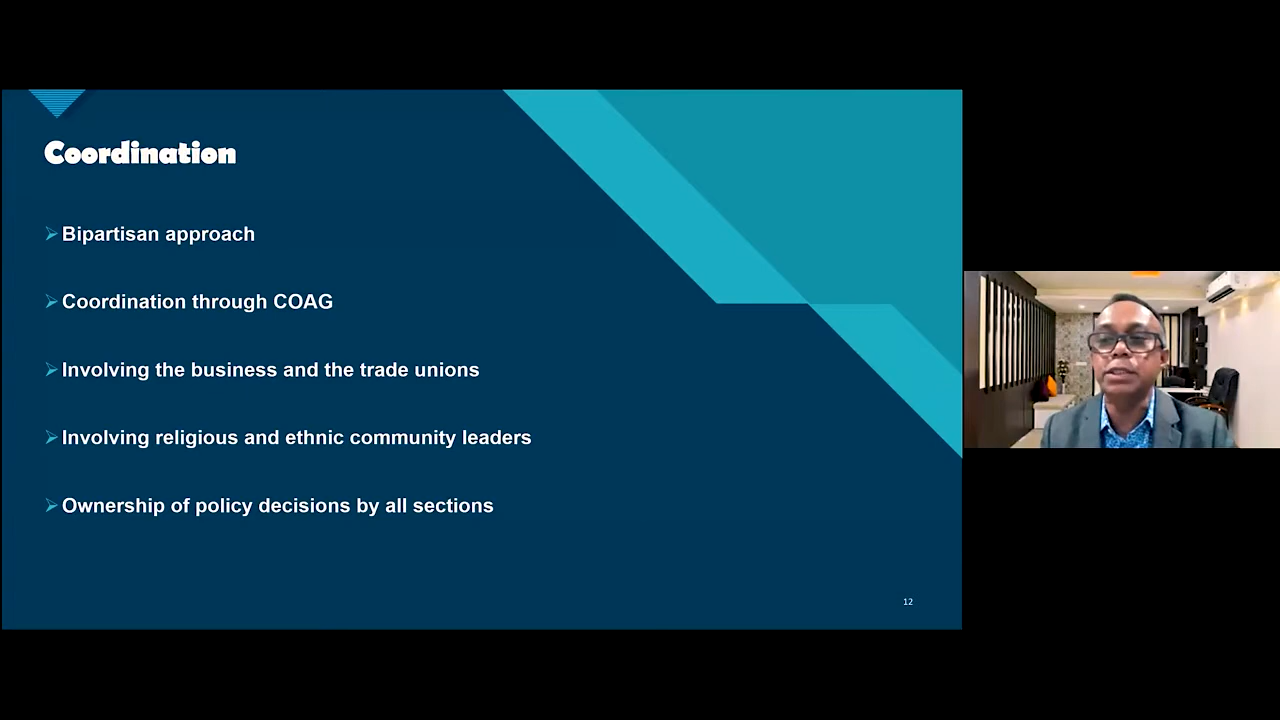 Coordination
➢Bipartisan approach
➢Coordination through COAG
➢Involving the business and the trade unions
➢Involving religious and ethnic community leaders
➢Ownership of policy decisions by all sections
12